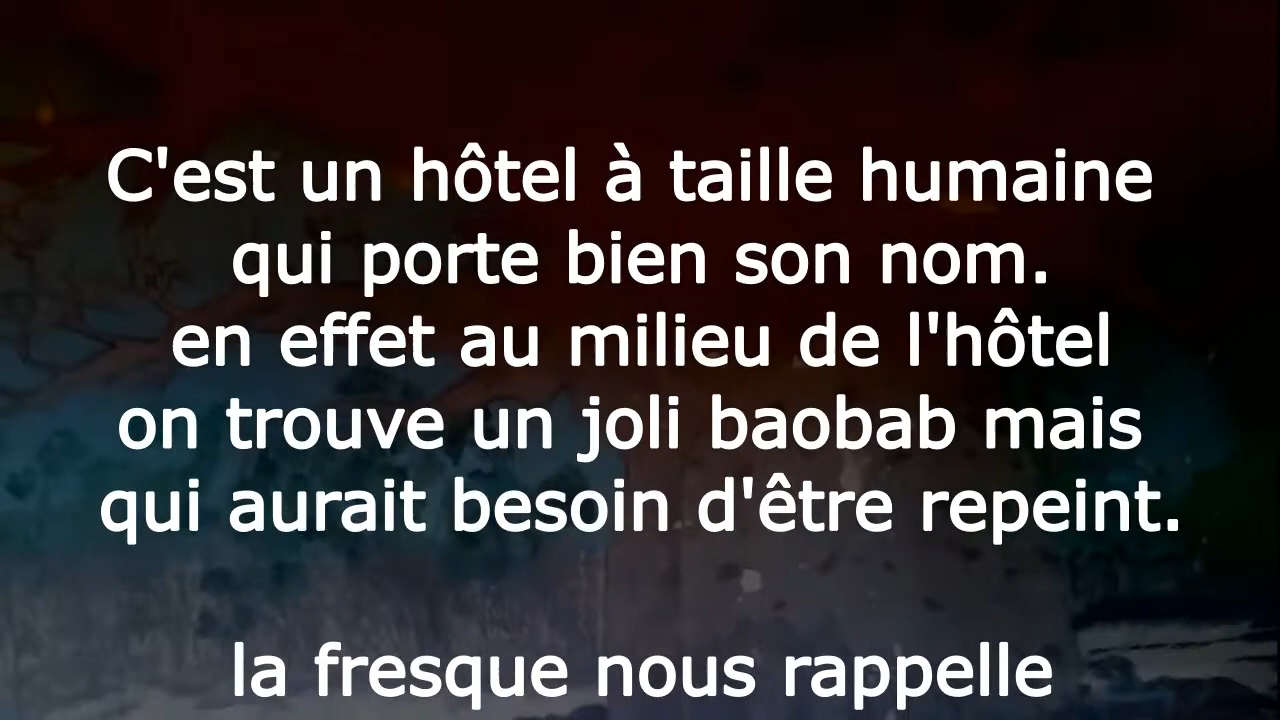 C'est un hôtel à taille humaine
qui porte bien son nom.
en effet au milieu de l'hôtel
on trouve un joli baobab mais
qui aurait besoin d'être repeint.
la fresque nous rappelle